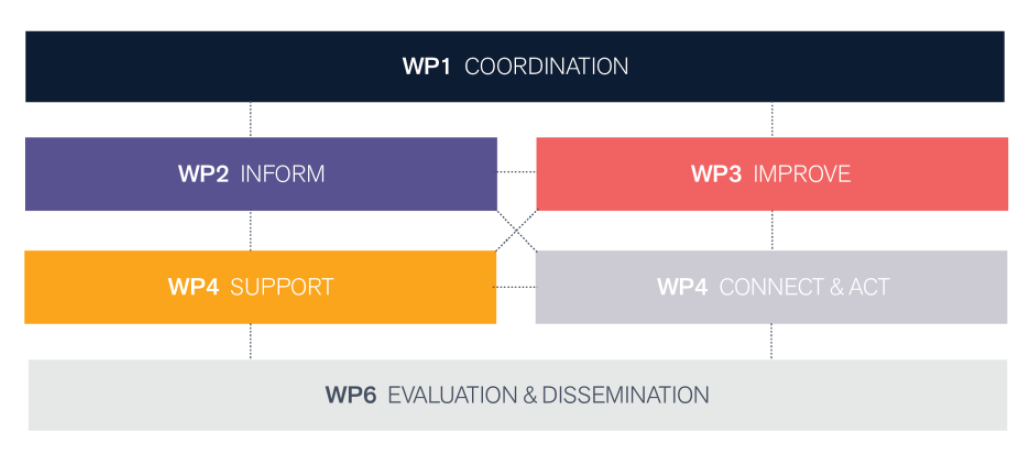 WP1 COORDINATION
WP2 INFORM
WP3 IMPROVE
WP4 SUPPORT
WP4 CONNECT & ACT
WP6 EVALUATION & DISSEMINATION